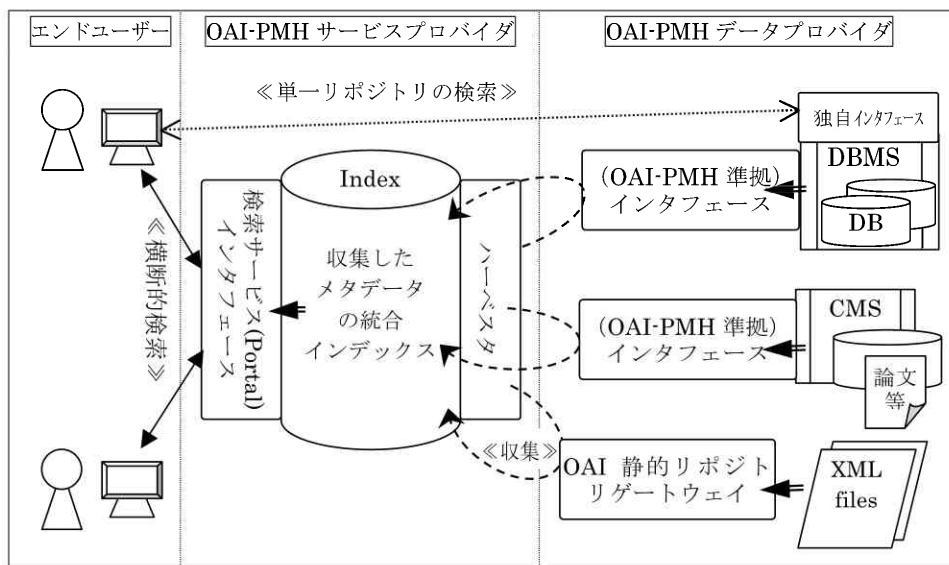 エンドユーザー
OAI-PMH サービスプロバイダ
OAI-PMH データプロバイダ
≪単一リポジトリの検索≫
独自インタフェース
DBMS
DB
(OAI-PMH 準拠)
インタフェース
Index
収集した
メタデータ
の統合
インデックス
検索サービス(Portal)
インタフェース
ハーベスタ
≪横断的検索≫
CMS
論文
等
(OAI-PMH 準拠)
インタフェース
≪収集≫
OAI 静的リポジト
リゲートウェイ
XML
files